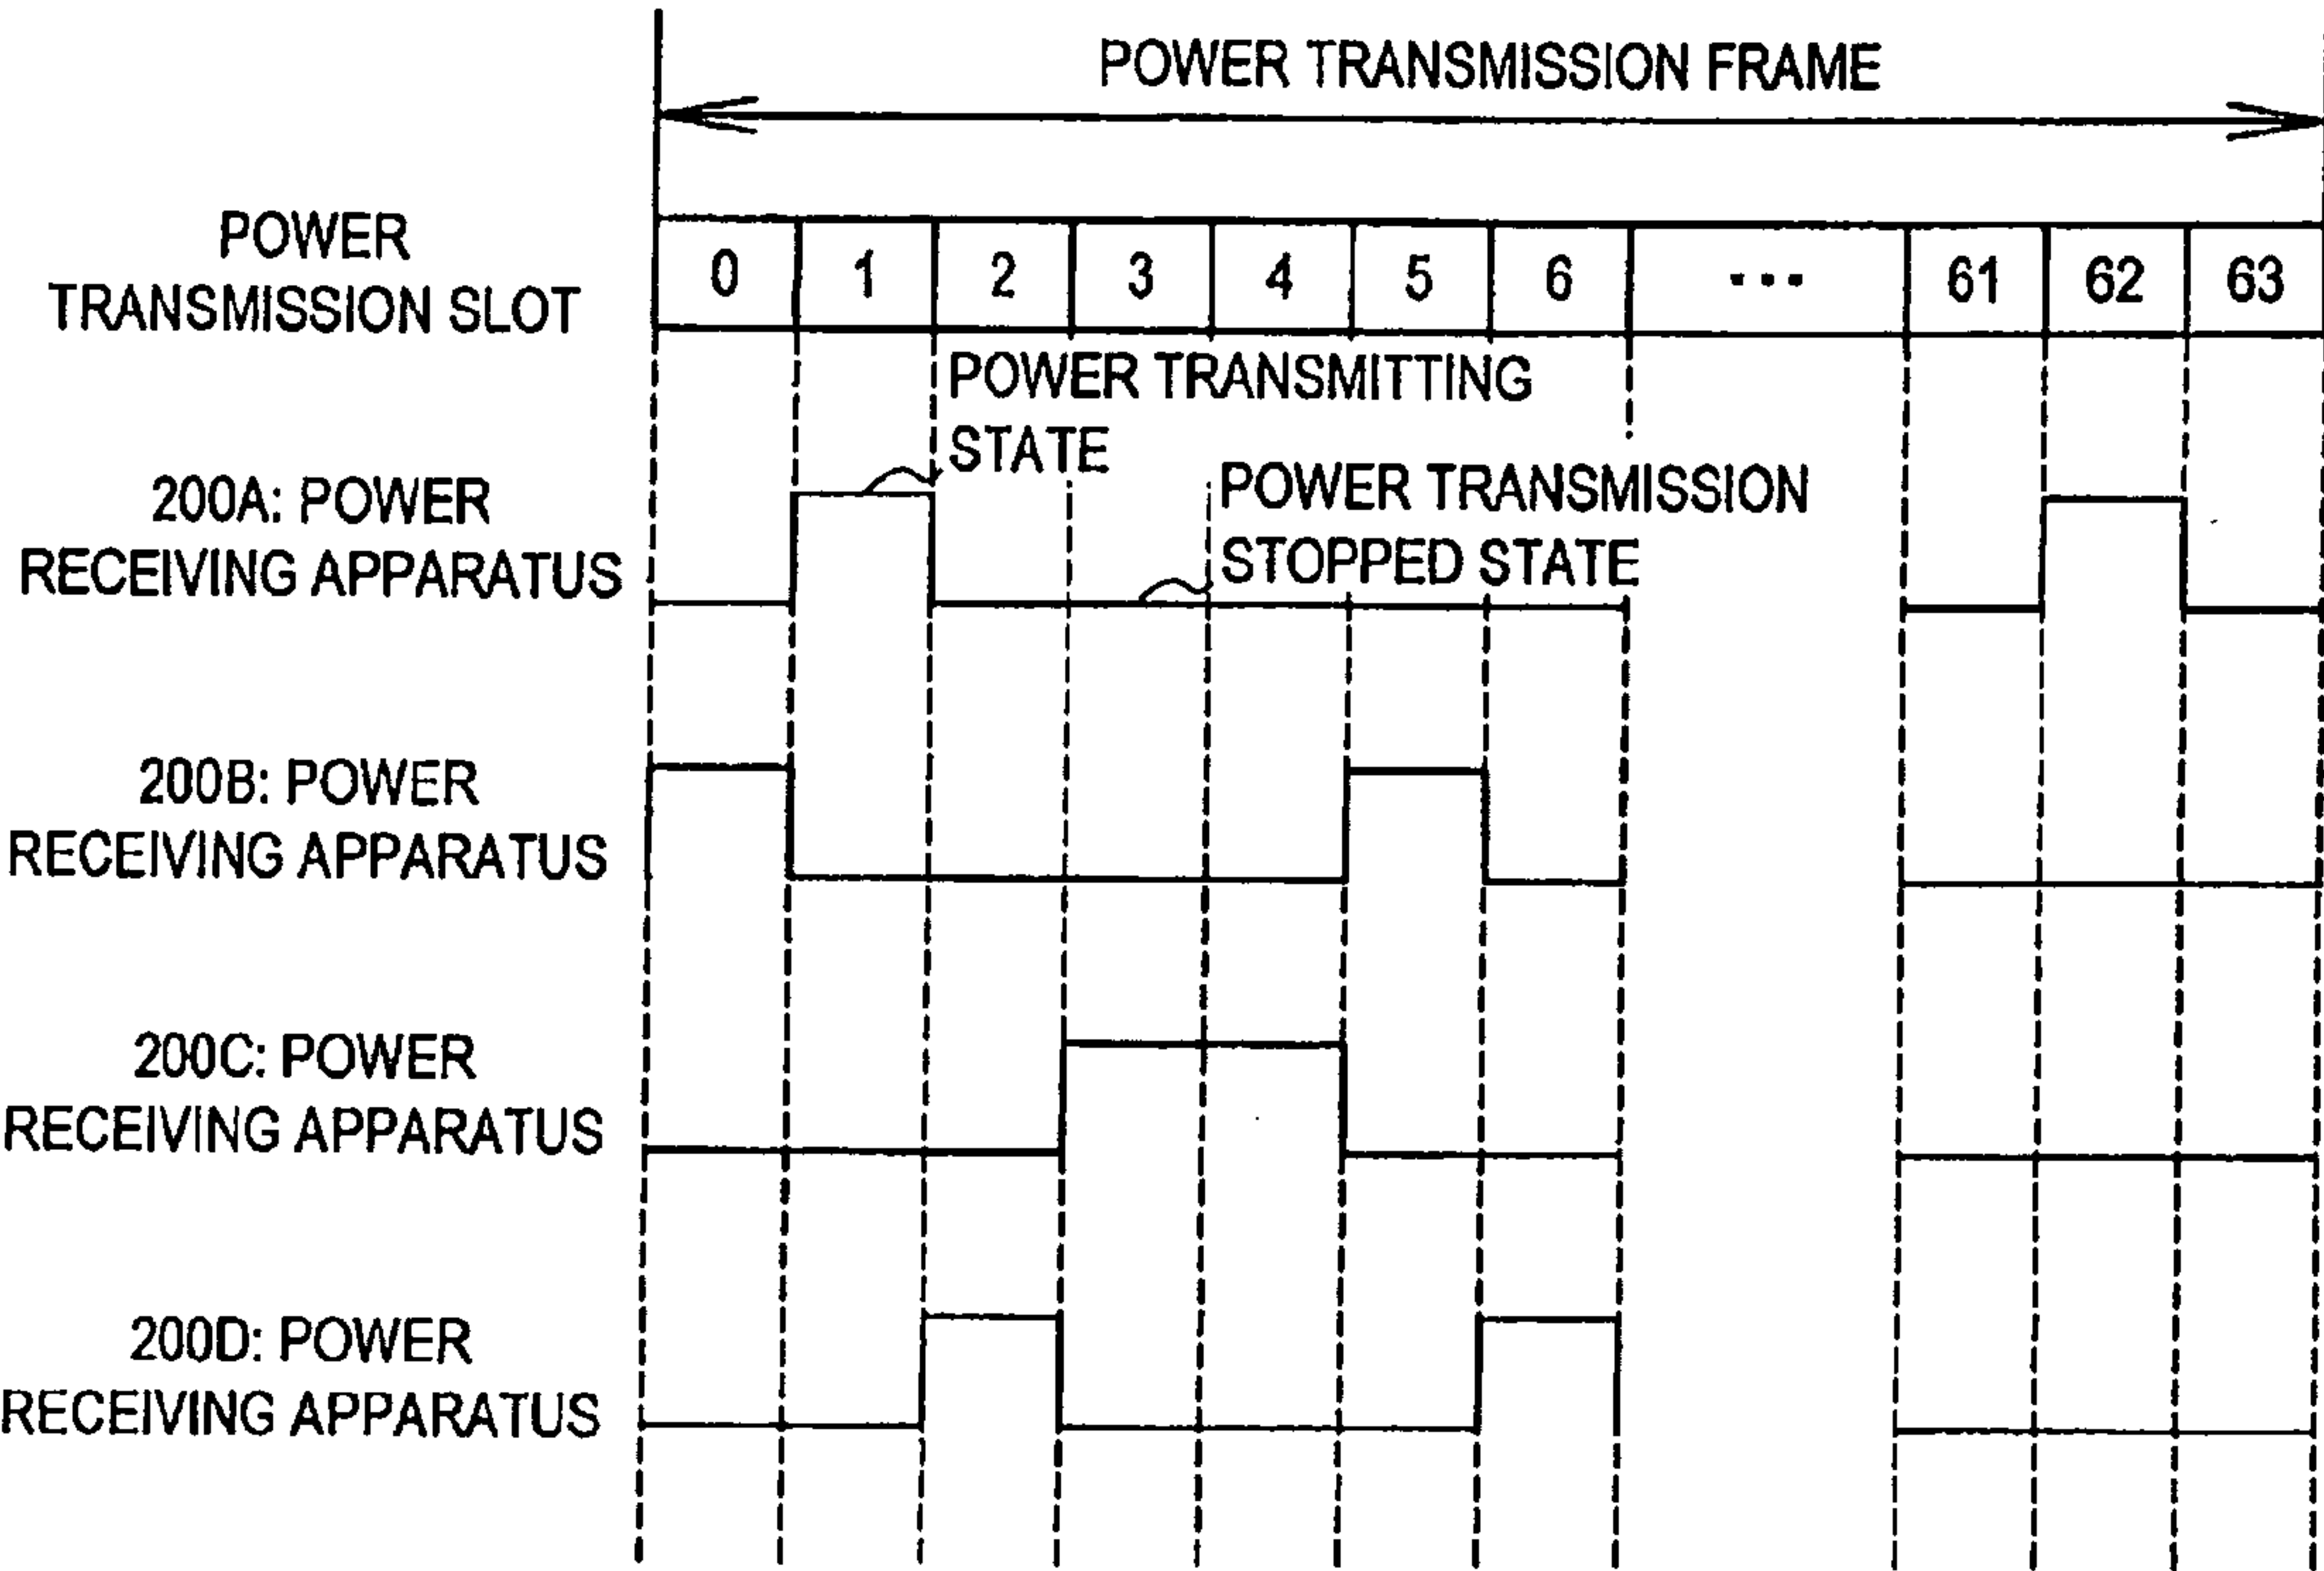 POWER TRANSMISSION FRAME
POWER
TRANSMISSION SLOT
0 1 2 3 4 5 6 ... 61 62 63
POWER TRANSMITTING
STATE
POWER TRANSMISSION
STOPPED STATE
200A: POWER
RECEIVING APPARATUS
200B: POWER
RECEIVING APPARATUS
200C: POWER
RECEIVING APPARATUS
200D: POWER
RECEIVING APPARATUS